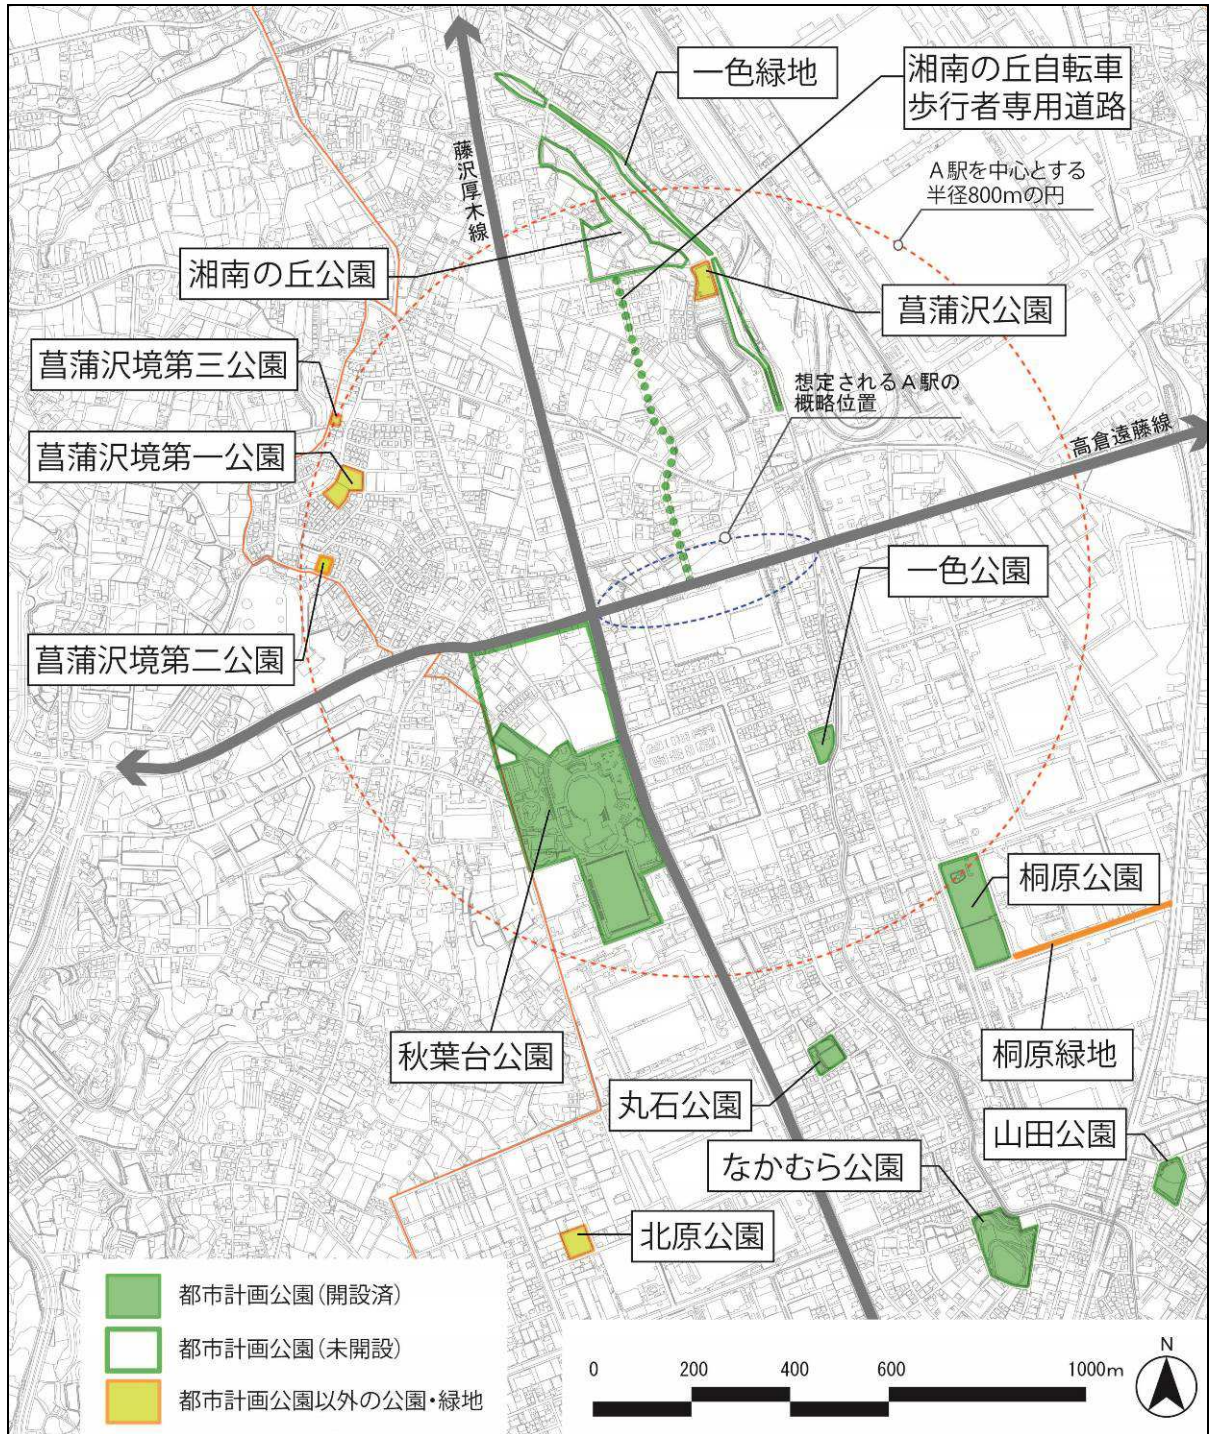 一色緑地
湘南の丘自転車
歩行者専用道路
藤沢厚木線
A駅を中心とする
半径800mの円
湘南の丘公園
菖蒲沢公園
菖蒲沢境第三公園
想定されるA駅の
概略位置
菖蒲沢境第一公園
高倉遠藤線
一色公園
菖蒲沢境第二公園
桐原公園
秋葉台公園
桐原緑地
丸石公園
山田公園
なかむら公園
北原公園
都市計画公園(開設済)
都市計画公園(未開設)
都市計画公園以外の公園・緑地
0 200 400 600 1000m
N